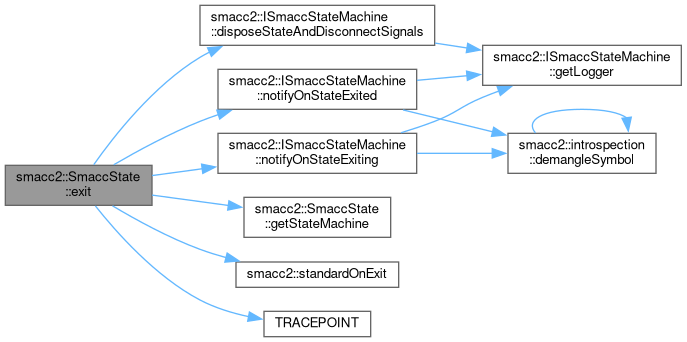 smacc2::SmaccState
::exit
smacc2::ISmaccStateMachine
::disposeStateAndDisconnectSignals
smacc2::ISmaccStateMachine
::notifyOnStateExited
smacc2::ISmaccStateMachine
::notifyOnStateExiting
smacc2::SmaccState
::getStateMachine
smacc2::standardOnExit
TRACEPOINT
smacc2::ISmaccStateMachine
::getLogger
smacc2::introspection
::demangleSymbol